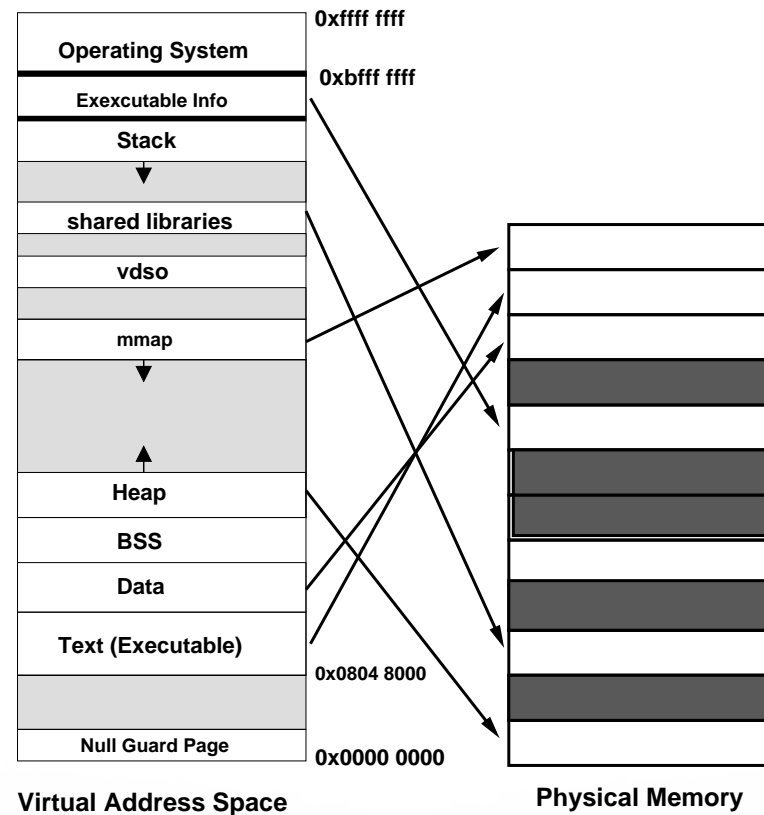 0xffff ffff
Operating System
0xbfff ffff
Exexcutable Info
Stack
shared libraries
vdso
mmap
Heap
BSS
Data
Text (Executable)
0x0804 8000
Null Guard Page
0x0000 0000
Virtual Address Space
Physical Memory